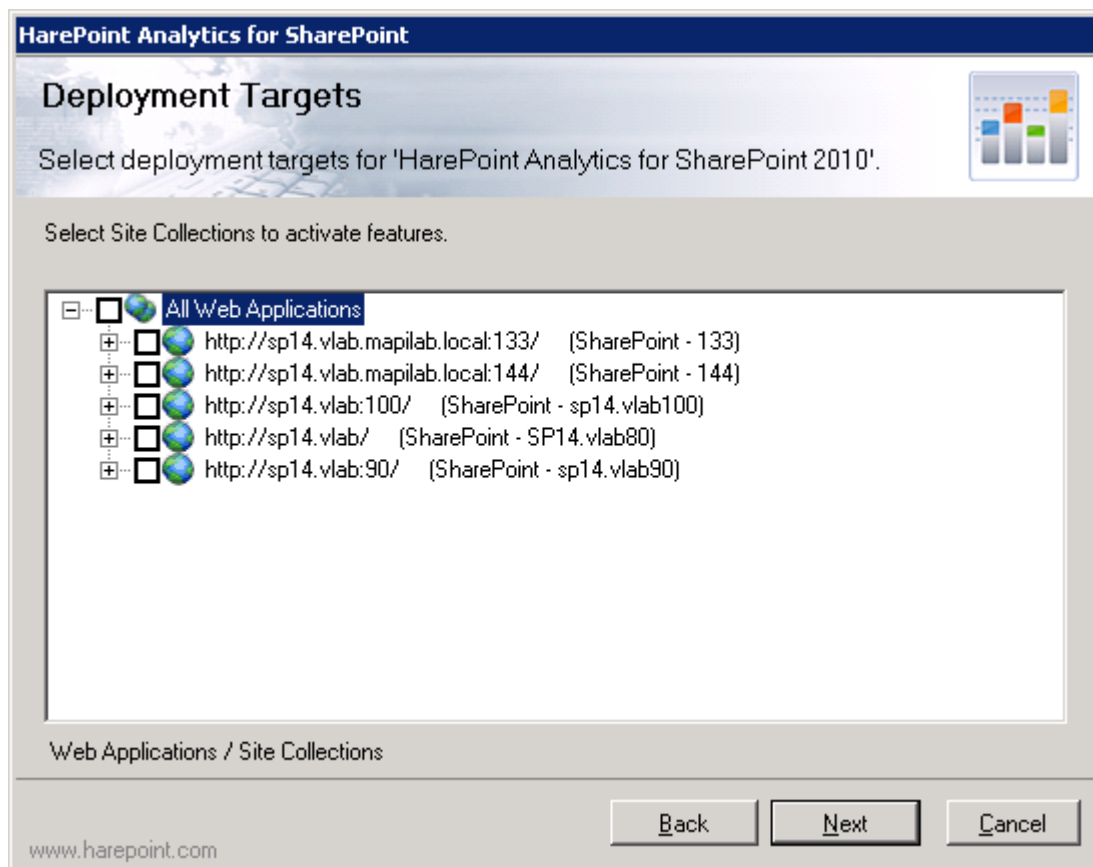 HarePoint Analytics for SharePoint
Deployment Targets
Select deployment targets for 'HarePoint Analytics for SharePoint 2010'.
Select Site Collections to activate features.
All Web Applications
http://sp14.vlab.mapilab.local:133/ (SharePoint - 133)
http://sp14.vlab.mapilab.local:144/ (SharePoint - 144)
http://sp14.vlab:100/ (SharePoint - sp14.vlab100)
http://sp14.vlab/ (SharePoint - SP14.vlab80)
http://sp14.vlab:90/ (SharePoint - sp14.vlab90)
Web Applications / Site Collections
Back Next Cancel
www.harepoint.com